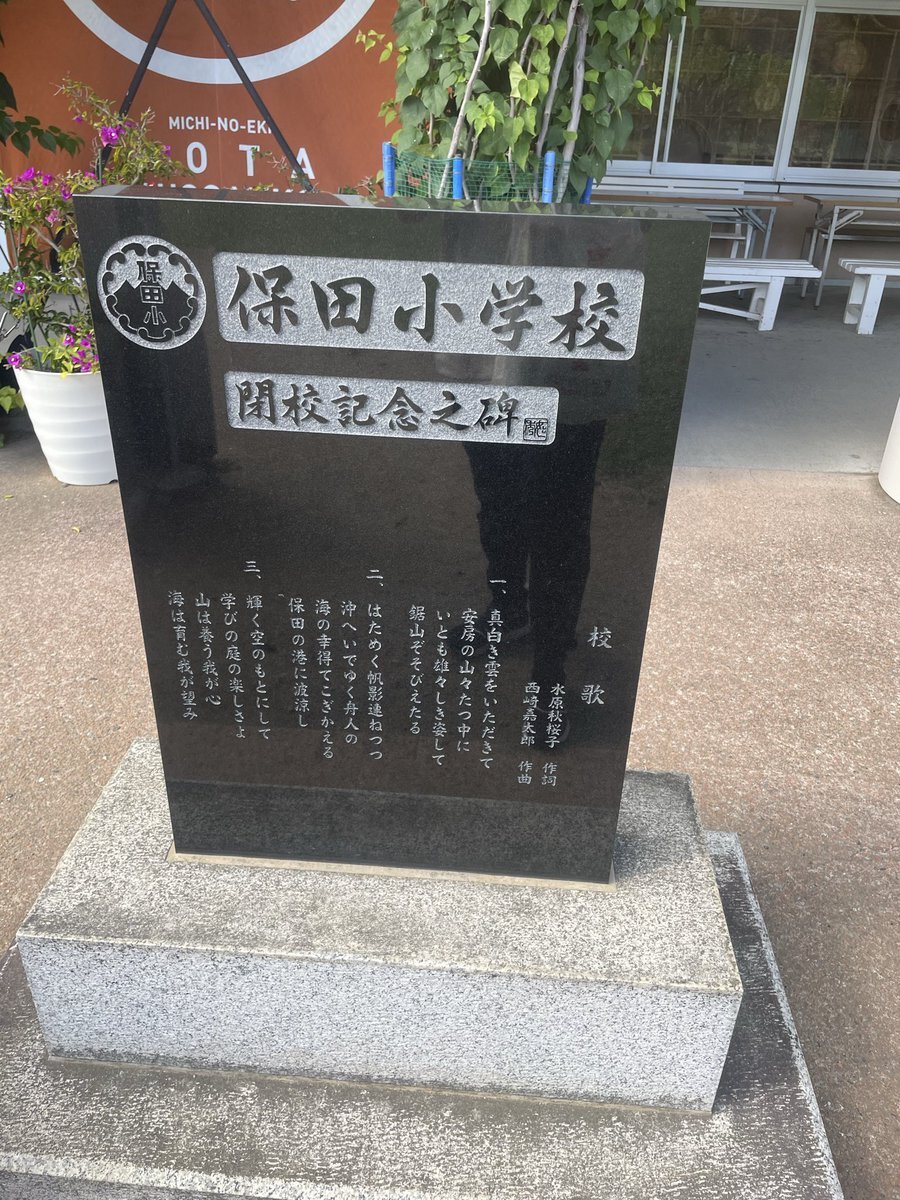 MICHI-NO-EKI
OTA
保田小
保田小学校
閉校記念之碑
校歌
水原秋桜子 作詞
西崎嘉太郎 作曲
一、真白き雲をいただきて
安房の山々たつ中に
いとも雄々しき姿して
鋸山ぞそびえたる
二、はためく帆影連ねつつ
沖へいでゆく舟人の
海の幸得てこぎかえる
保田の港に波涼し
三、輝く空のもとにして
学びの庭の楽しさよ
山は養う我が心
海は育む我が望み